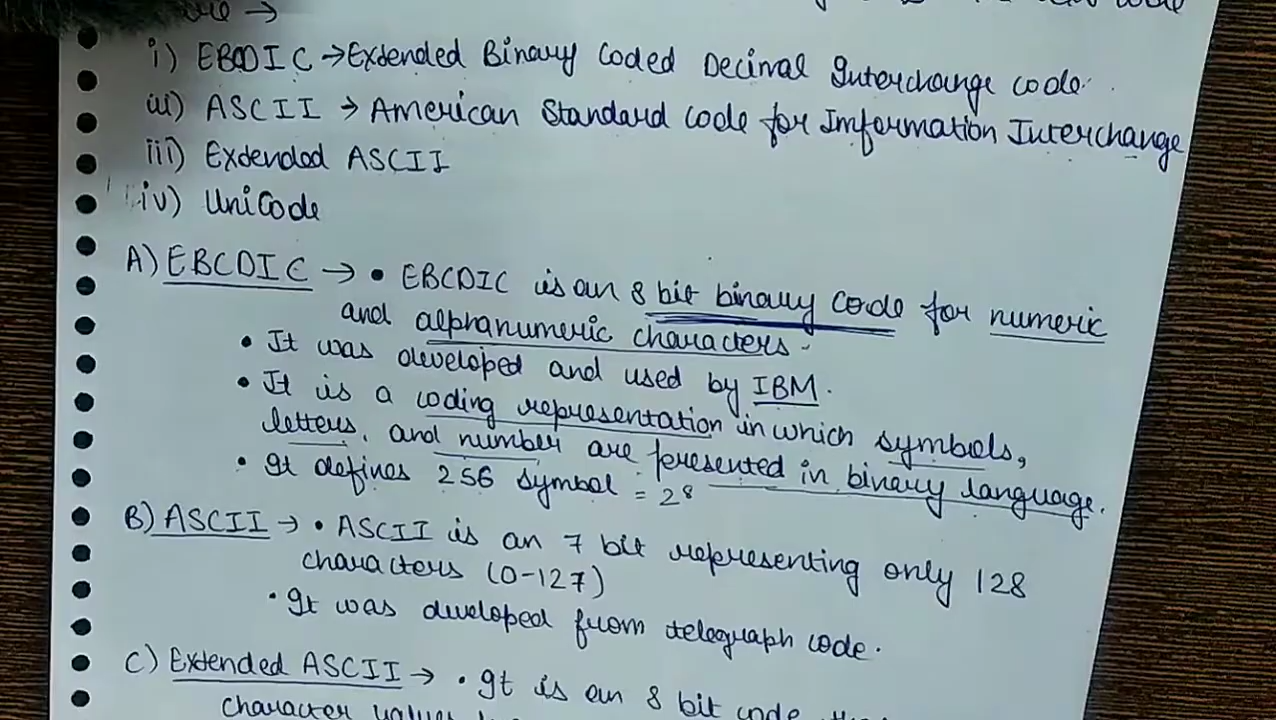 are →
code
i) EBCDIC → Extended Binary Coded Decimal Interchange code.
ii) ASCII → American Standard code for Information Interchange
iii) Extended ASCII
iv) UniCode
A) EBCDIC → • EBCDIC is an 8 bit binary code for numeric
and alphanumeric characters.
• It was developed and used by IBM.
• It is a coding representation in which symbols,
letters, and number are presented in binary language.
• It defines 256 symbol = 2⁸
B) ASCII → • ASCII is an 7 bit representing only 128
characters (0-127)
• It was developed from telegraph code.
C) Extended ASCII → • It is an 8 bit code
character values